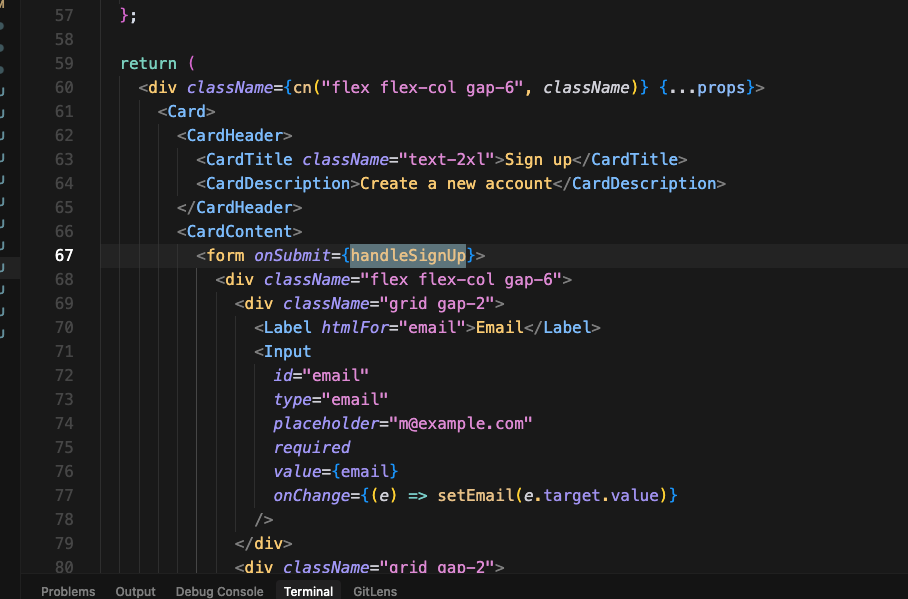 57 };
58
59 return (
60 <div className={cn("flex flex-col gap-6", className)} {...props}>
61 <Card>
62 <CardHeader>
63 <CardTitle className="text-2xl">Sign up</CardTitle>
64 <CardDescription>Create a new account</CardDescription>
65 </CardHeader>
66 <CardContent>
67 <form onSubmit={handleSignUp}>
68 <div className="flex flex-col gap-6">
69 <div className="grid gap-2">
70 <Label htmlFor="email">Email</Label>
71 <Input
72 id="email"
73 type="email"
74 placeholder="m@example.com"
75 required
76 value={email}
77 onChange={(e) => setEmail(e.target.value)}
78 />
79 </div>
80 <div className="grid gap-2">
Problems Output Debug Console Terminal GitLens